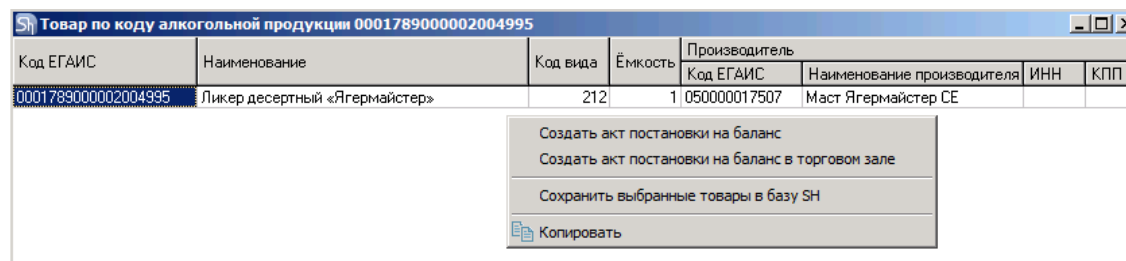 Sh Товар по коду алкогольной продукции 0001789000002004995
Код ЕГАИС Наименование Код вида Ёмкость Производитель
Код ЕГАИС Наименование производителя ИНН КПП
0001789000002004995 Ликер десертный «Ягермайстер» 212 1 050000017507 Маст Ягермайстер СЕ
Создать акт постановки на баланс
Создать акт постановки на баланс в торговом зале
Сохранить выбранные товары в базу SH
Копировать